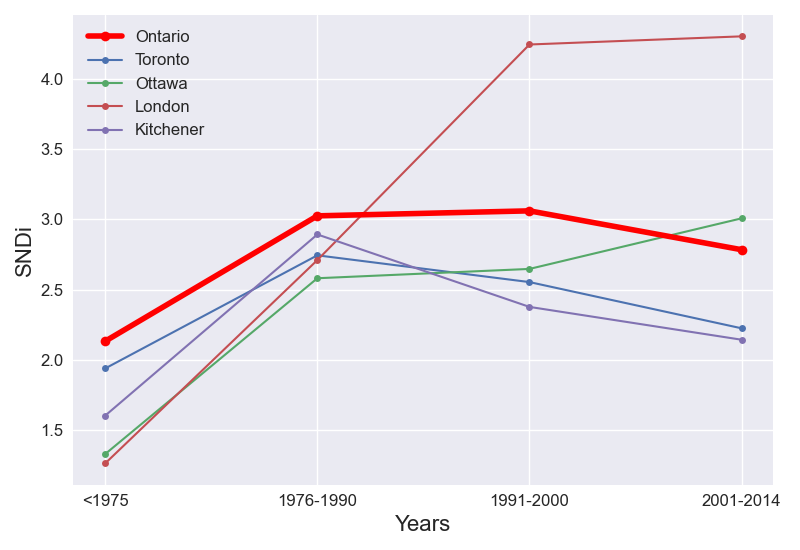 Ontario
Toronto
Ottawa
London
Kitchener
4.0
3.5
3.0
2.5
2.0
1.5
SNDi
<1975 1976-1990 1991-2000 2001-2014
Years